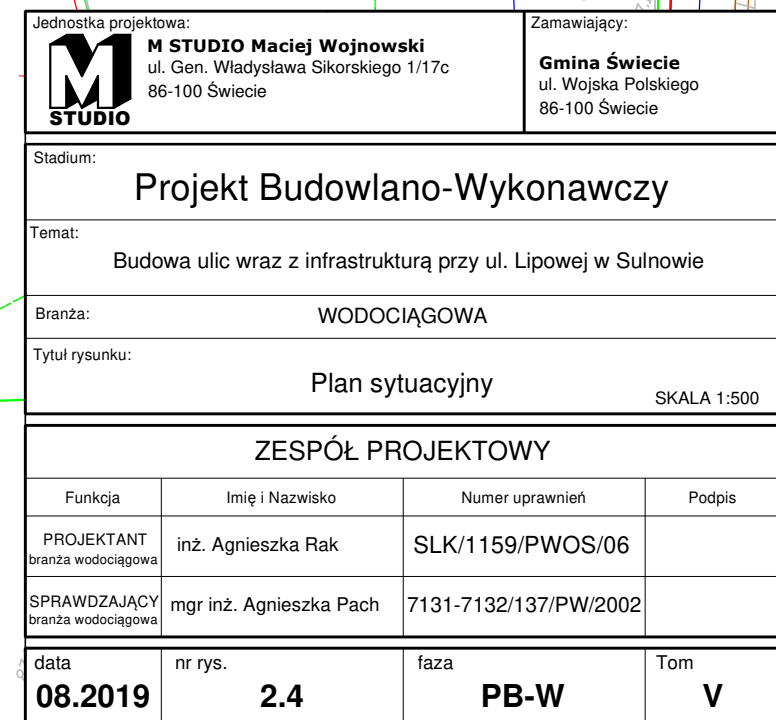 Jednostka projektowa:
M STUDIO
M STUDIO Maciej Wojnowski
ul. Gen. Władysława Sikorskiego 1/17c
86-100 Świecie
Zamawiający:
Gmina Świecie
ul. Wojska Polskiego
86-100 Świecie
Stadium:
Projekt Budowlano-Wykonawczy
Temat:
Budowa ulic wraz z infrastrukturą przy ul. Lipowej w Sulnowie
Branża:
WODOCIĄGOWA
Tytuł rysunku:
Plan sytuacyjny
SKALA 1:500
ZESPÓŁ PROJEKTOWY
Funkcja Imię i Nazwisko Numer uprawnień Podpis
PROJEKTANT
branża wodociągowa
inż. Agnieszka Rak SLK/1159/PWOS/06
SPRAWDZAJĄCY
branża wodociągowa
mgr inż. Agnieszka Pach 7131-7132/137/PW/2002
data nr rys. faza Tom
08.2019 2.4 PB-W V